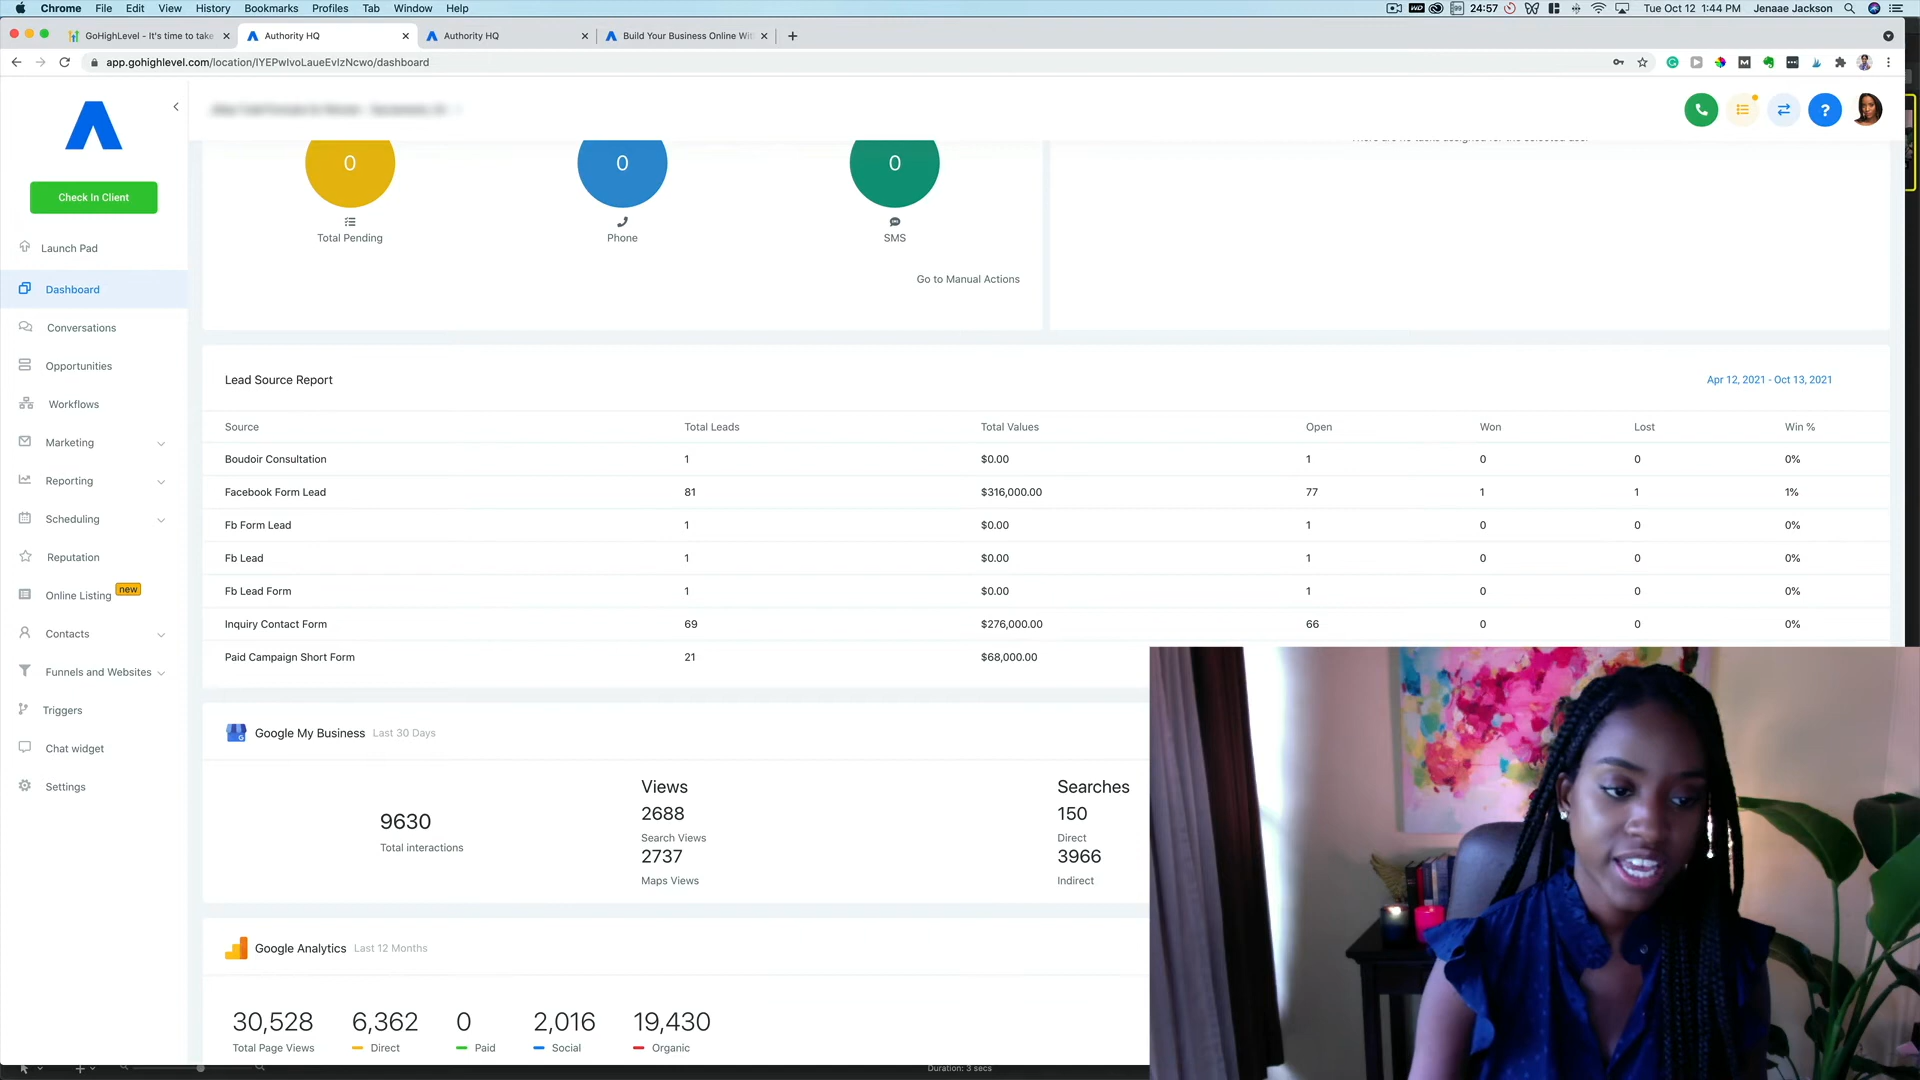 Chrome File Edit View History Bookmarks Profiles Tab Window Help 24:57 Tue Oct 12 1:44 PM Jenaae Jackson
GoHighLevel - It's time to take Authority HQ Authority HQ Build Your Business Online Wit
app.gohighlevel.com/location/IYEPwIvoLaueEvIzNcwo/dashboard
Check In Client
Launch Pad
Dashboard
Conversations
Opportunities
Workflows
Marketing
Reporting
Scheduling
Reputation
Online Listing new
Contacts
Funnels and Websites
Triggers
Chat widget
Settings
0 0 0
Total Pending Phone SMS
Go to Manual Actions
Lead Source Report Apr 12, 2021 - Oct 13, 2021
Source Total Leads Total Values Open Won Lost Win %
Boudoir Consultation 1 $0.00 1 0 0 0%
Facebook Form Lead 81 $316,000.00 77 1 1 1%
Fb Form Lead 1 $0.00 1 0 0 0%
Fb Lead 1 $0.00 1 0 0 0%
Fb Lead Form 1 $0.00 1 0 0 0%
Inquiry Contact Form 69 $276,000.00 66 0 0 0%
Paid Campaign Short Form 21 $68,000.00
Google My Business Last 30 Days
9630
Total interactions
Views
2688
Search Views
2737
Maps Views
Searches
150
Direct
3966
Indirect
Google Analytics Last 12 Months
30,528 6,362 0 2,016 19,430
Total Page Views Direct Paid Social Organic
Duration: 3 secs